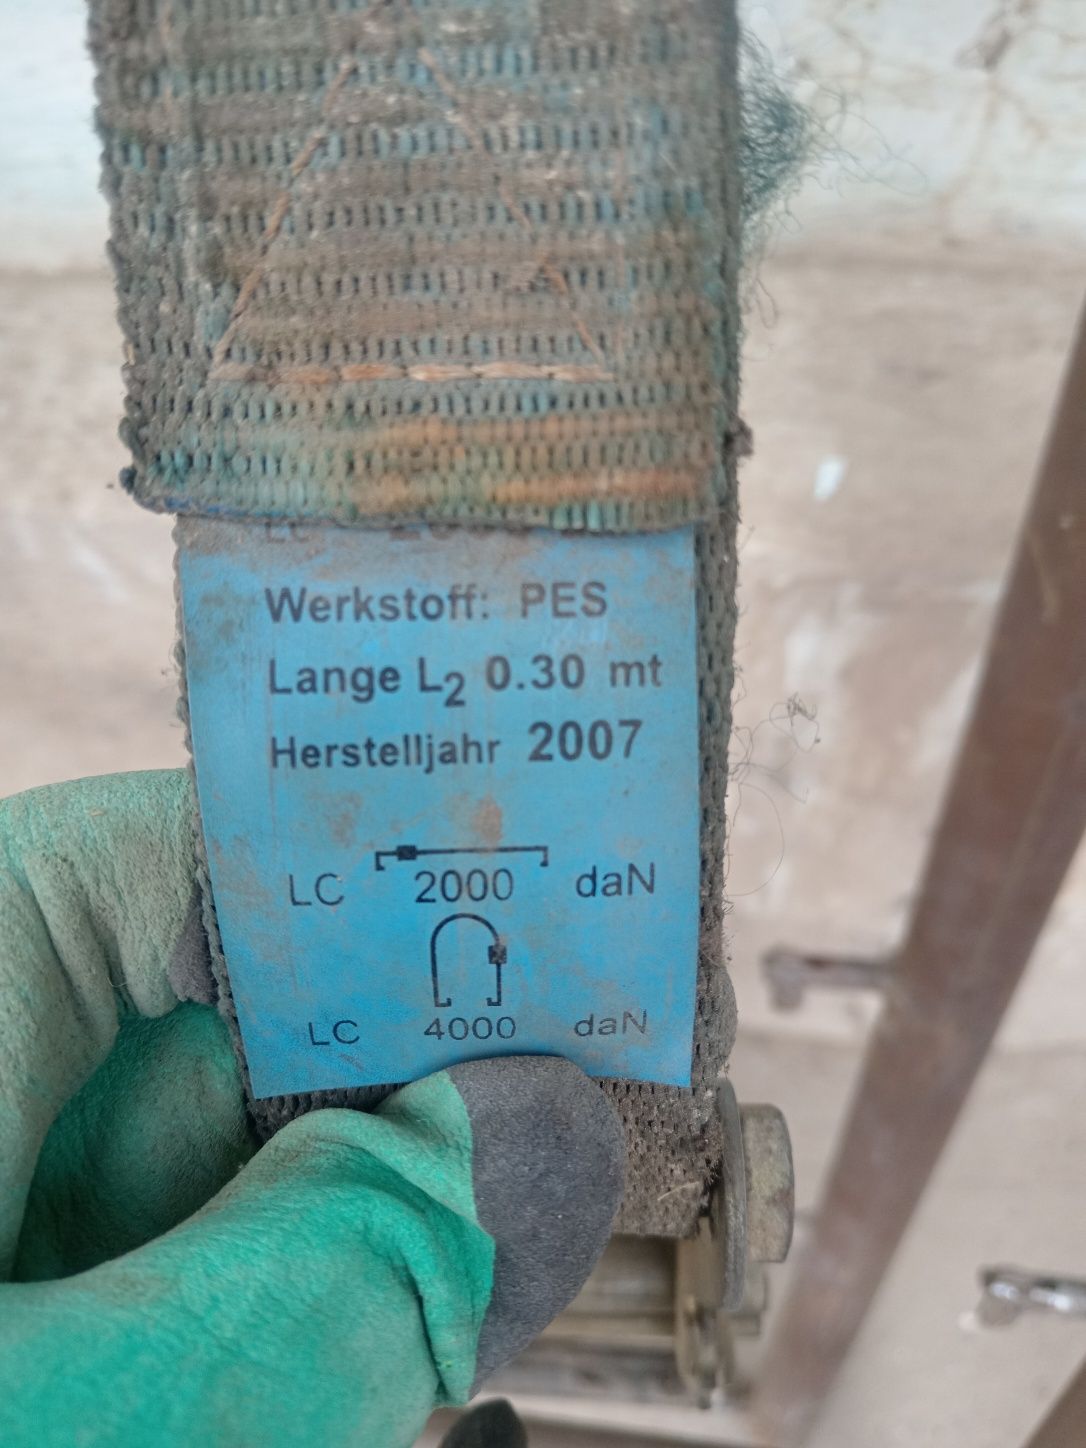 Werkstoff: PES
Lange L2 0.30 mt
Herstelljahr 2007
LC 2000 daN
LC 4000 daN